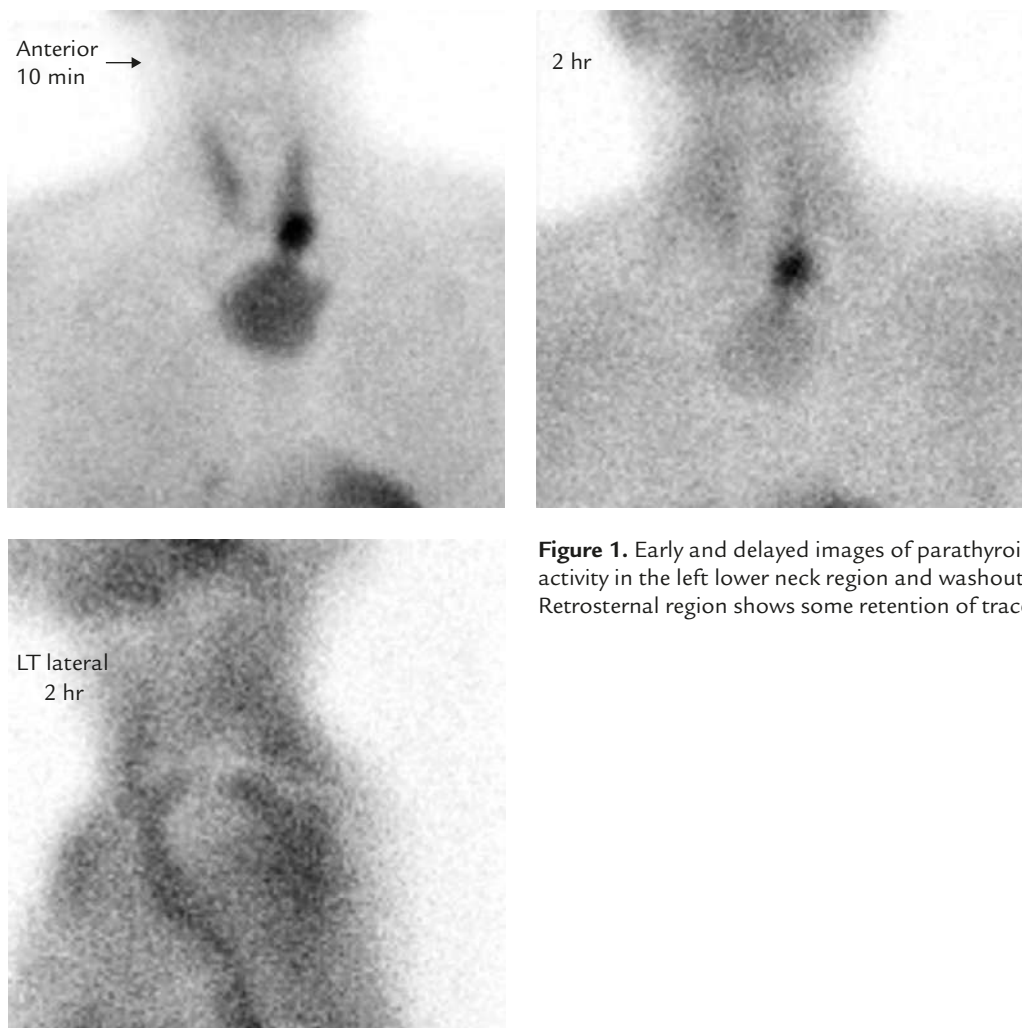 Anterior
10 min
2 hr
LT lateral
2 hr
Figure 1. Early and delayed images of parathyroi
activity in the left lower neck region and washout
Retrosternal region shows some retention of trac